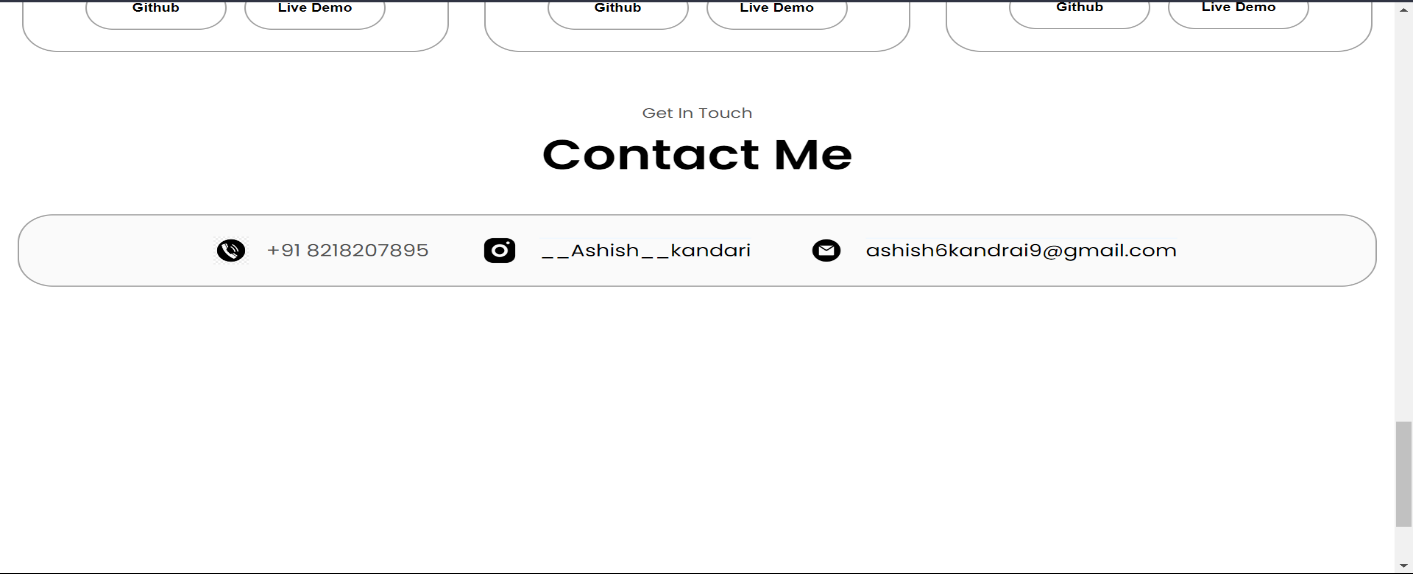 Github Live Demo Github Live Demo Github Live Demo
Get In Touch
Contact Me
+91 8218207895 __Ashish__kandari ashish6kandrai9@gmail.com